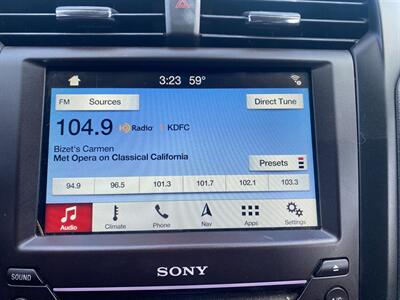 3:23 59°
FM Sources Direct Tune
104.9 HD Radio 1 KDFC
Bizet's Carmen
Met Opera on Classical California
Presets
94.9 96.5 101.3 101.7 102.1 103.3
Audio Climate Phone Nav Apps Settings
SOUND SONY